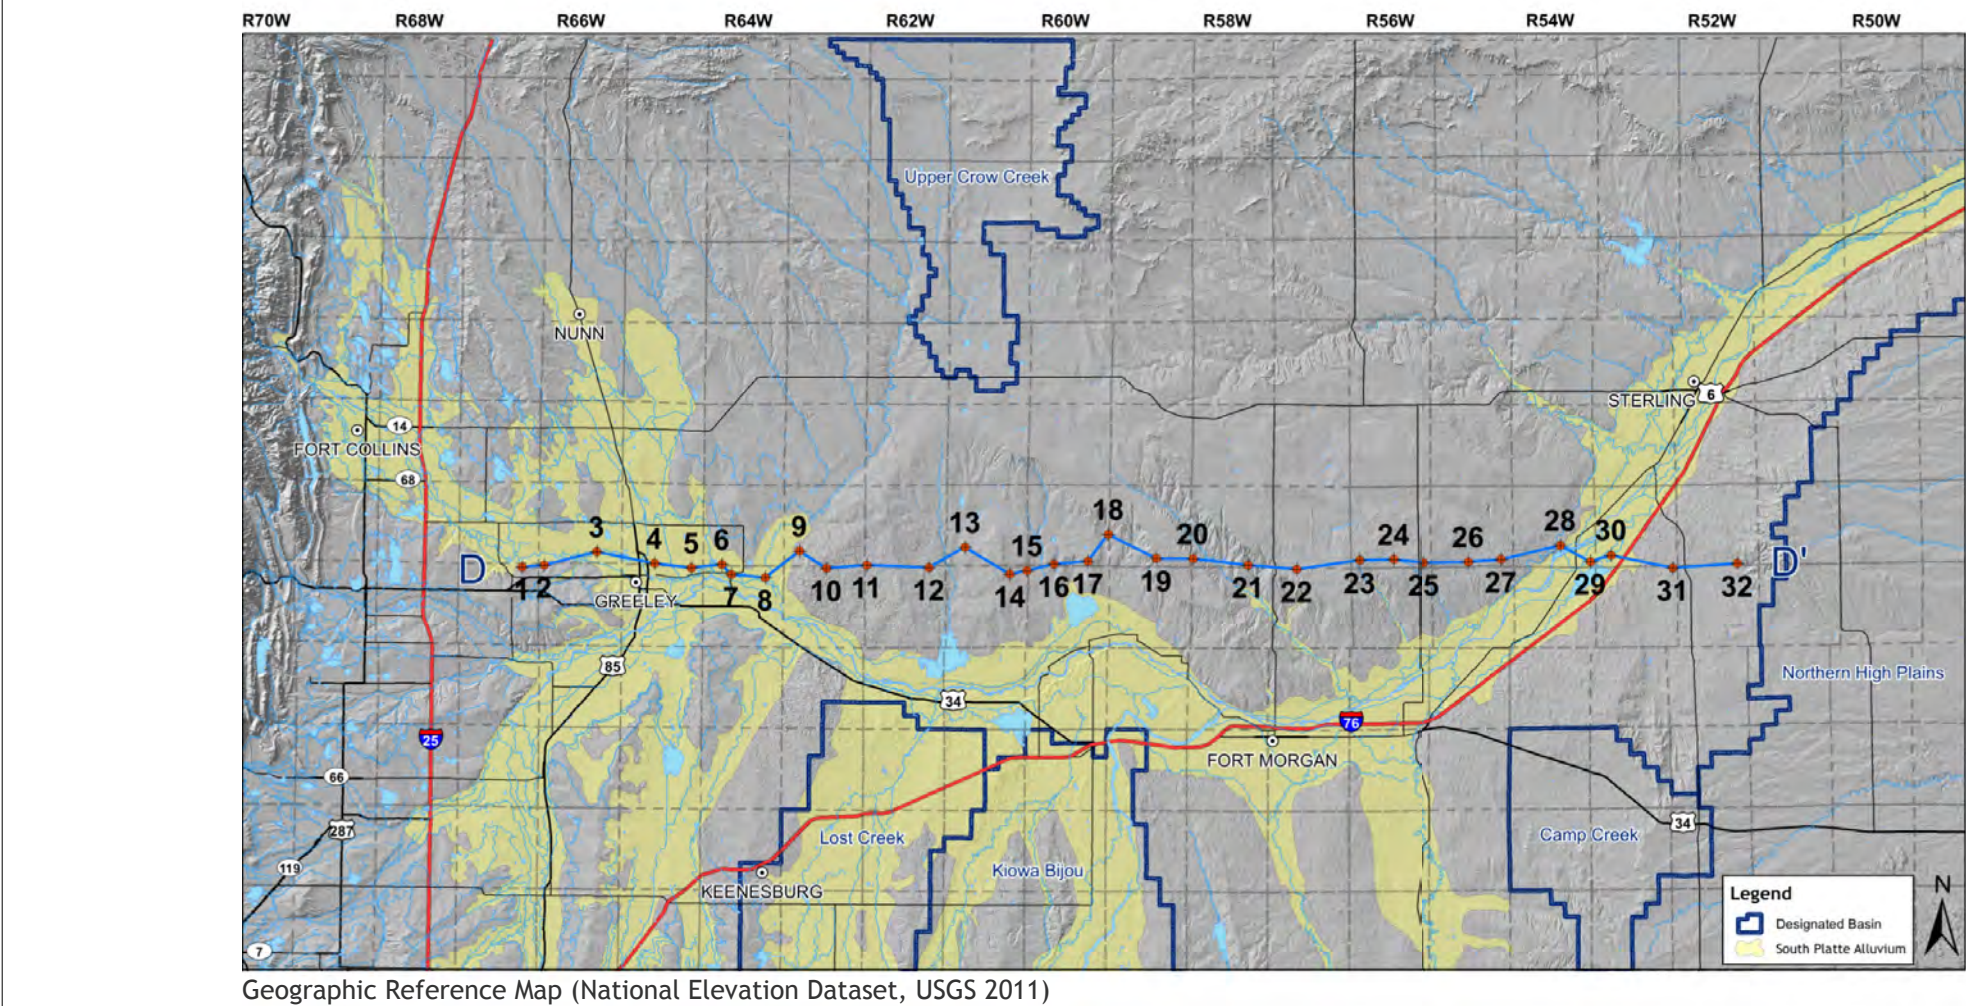 R70W R68W R66W R64W R62W R60W R58W R56W R54W R52W R50W
Upper Crow Creek
NUNN
STERLING 6
14
FORT COLLINS
68
3 4 5 6 9 13 15 18 20 24 26 28 30
D D'
1 2 7 8 10 11 12 14 16 17 19 21 22 23 25 27 29 31 32
GREELEY
85
Northern High Plains
34
25
76
FORT MORGAN
66
287
Lost Creek
Camp Creek
34
119
Kiowa Bijou
KEENESBURG
7
Legend
Designated Basin
South Platte Alluvium
N
Geographic Reference Map (National Elevation Dataset, USGS 2011)